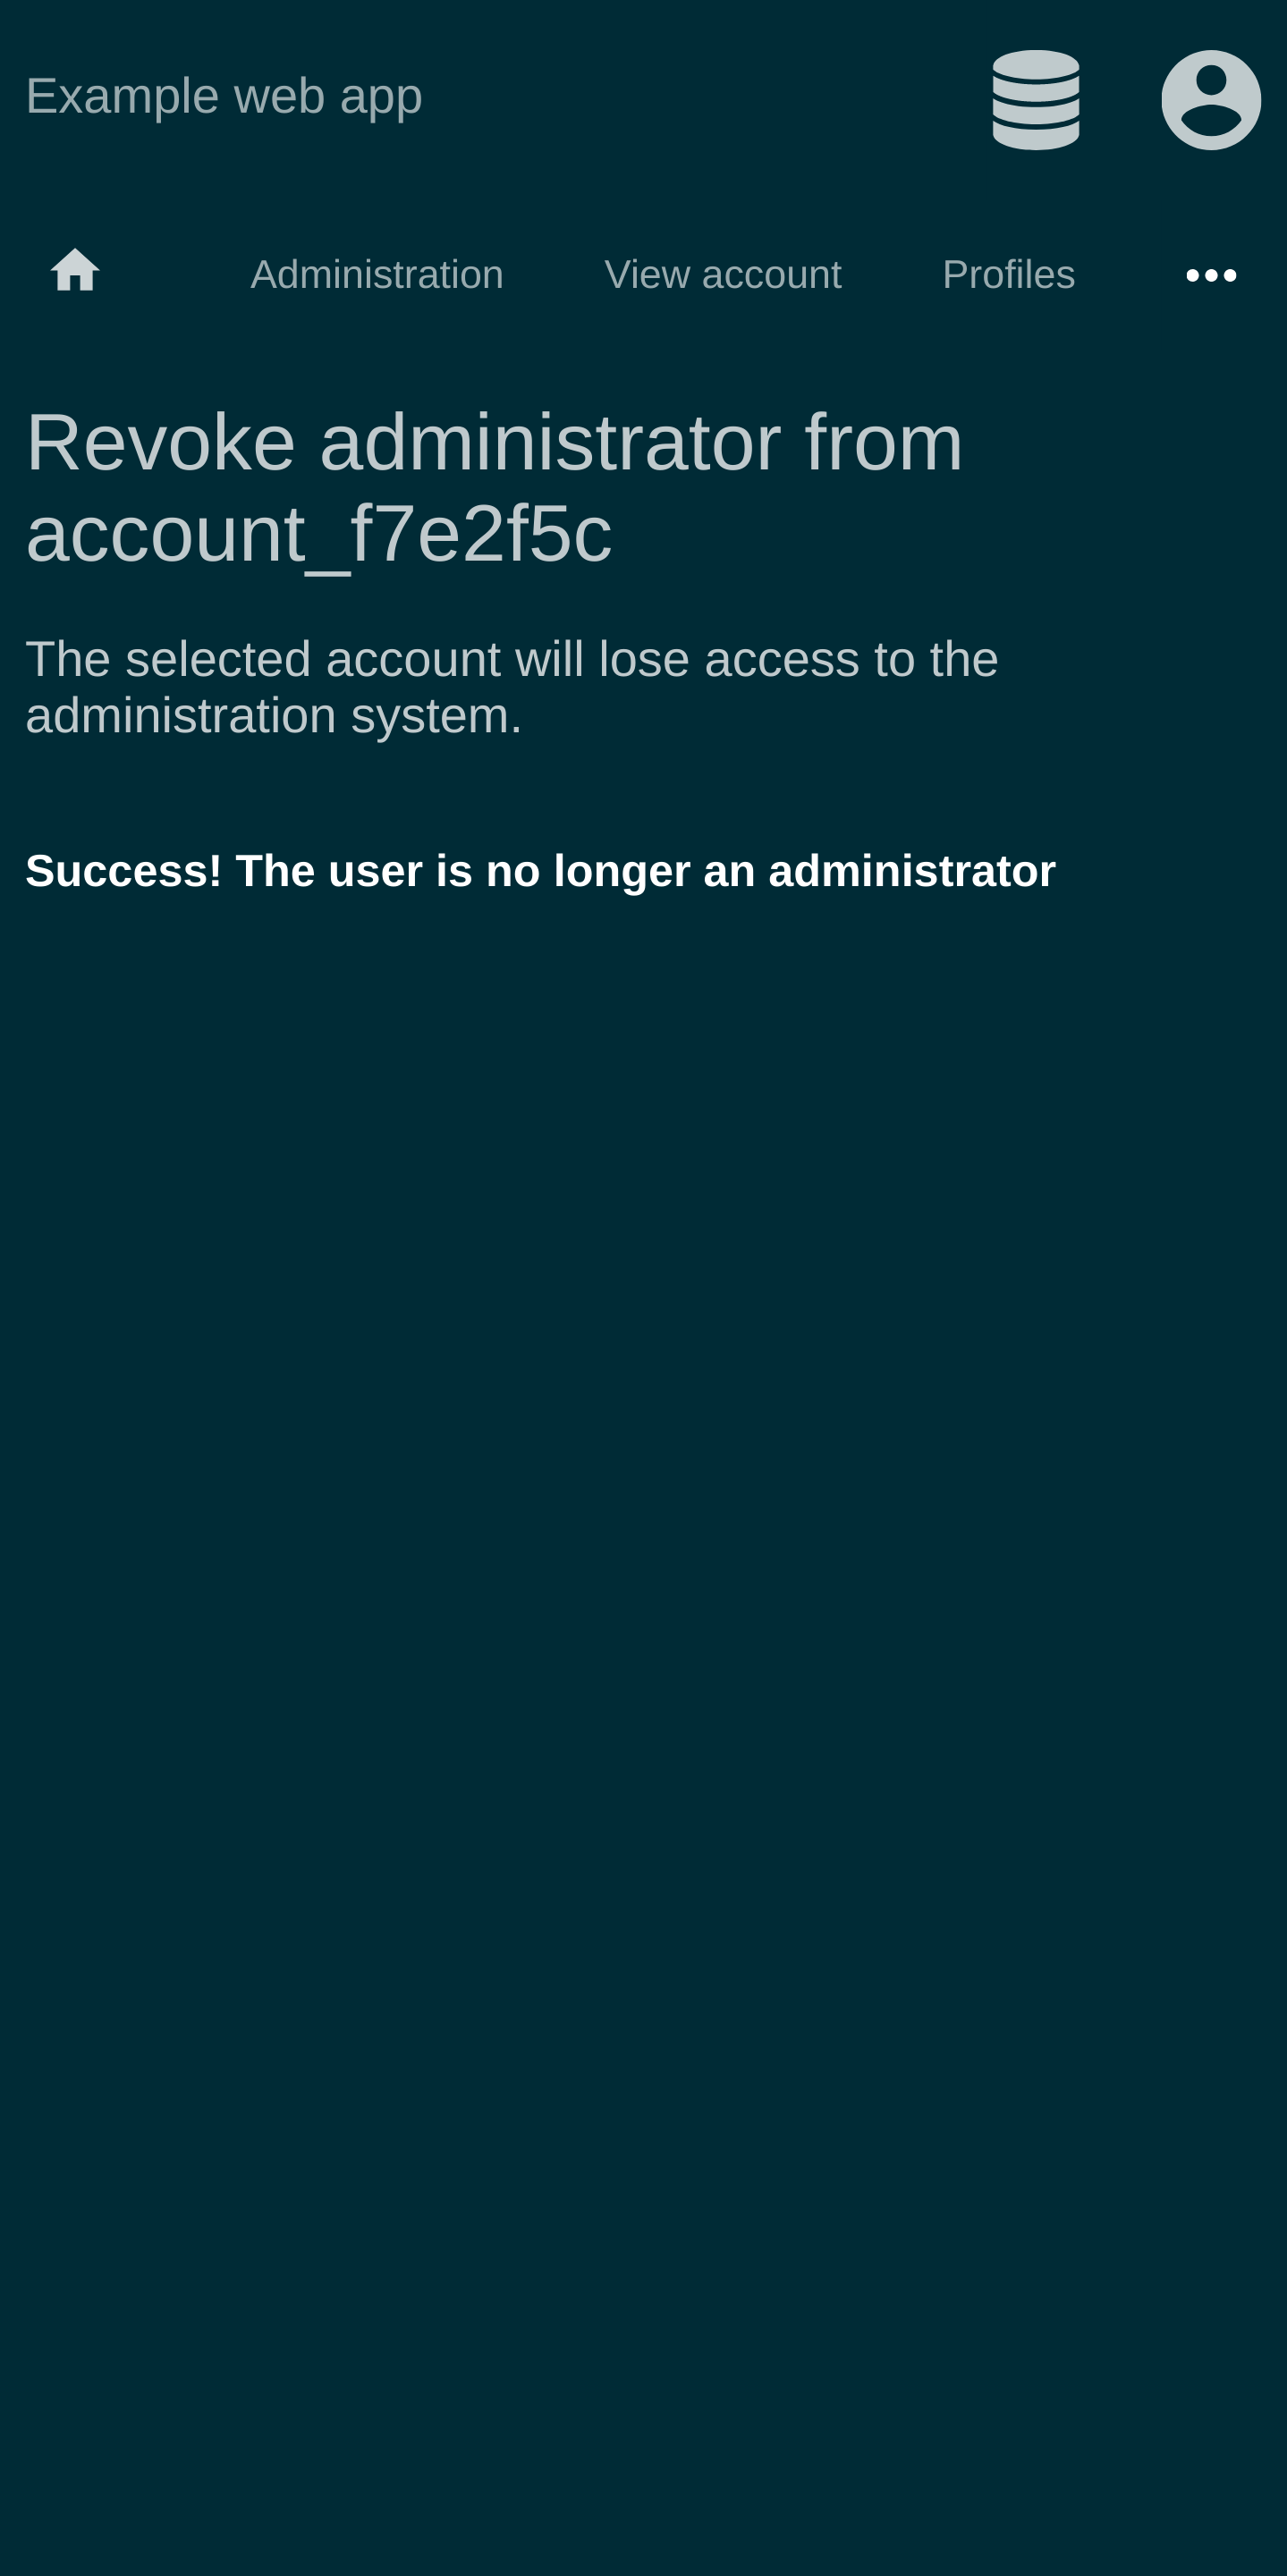 Example web app
Administration View account Profiles
Revoke administrator from
account_f7e2f5c
The selected account will lose access to the
administration system.
Success! The user is no longer an administrator